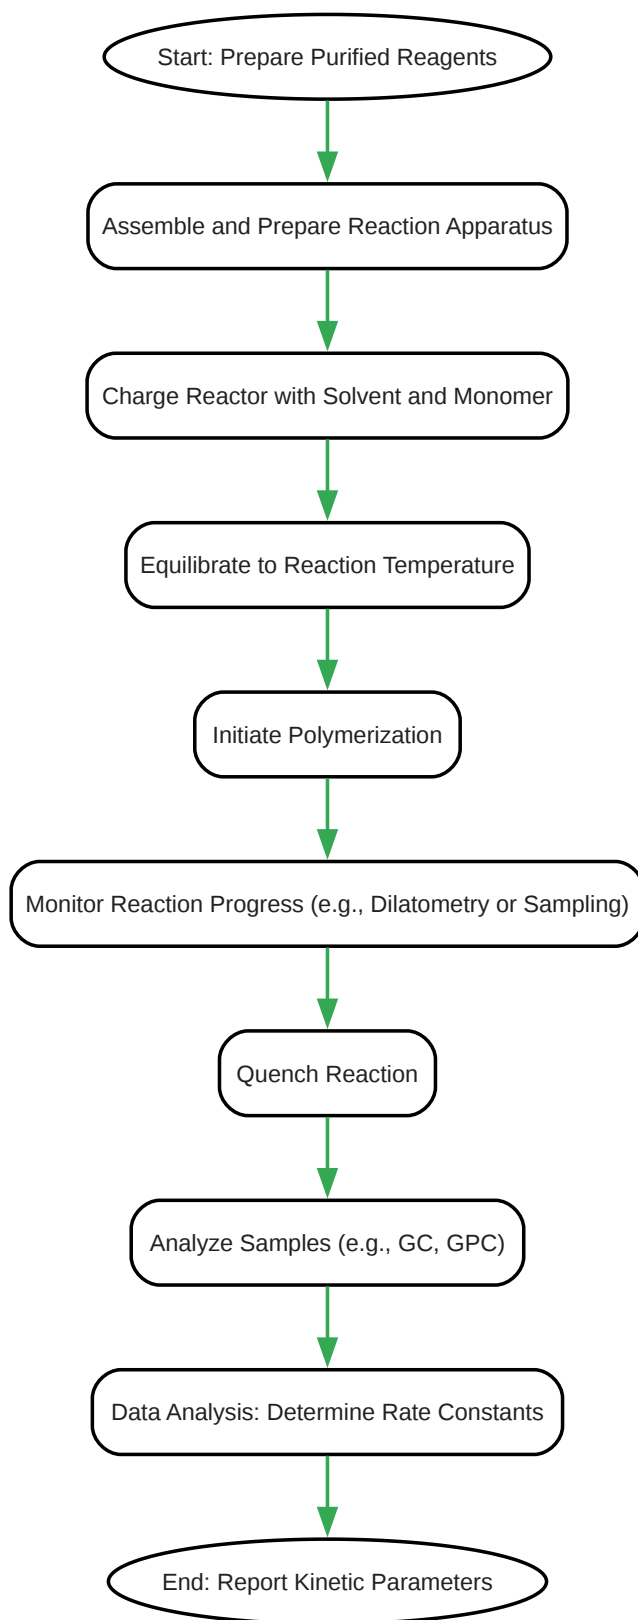 Start: Prepare Purified Reagents
Assemble and Prepare Reaction Apparatus
Charge Reactor with Solvent and Monomer
Equilibrate to Reaction Temperature
Initiate Polymerization
Monitor Reaction Progress (e.g., Dilatometry or Sampling)
Quench Reaction
Analyze Samples (e.g., GC, GPC)
Data Analysis: Determine Rate Constants
End: Report Kinetic Parameters